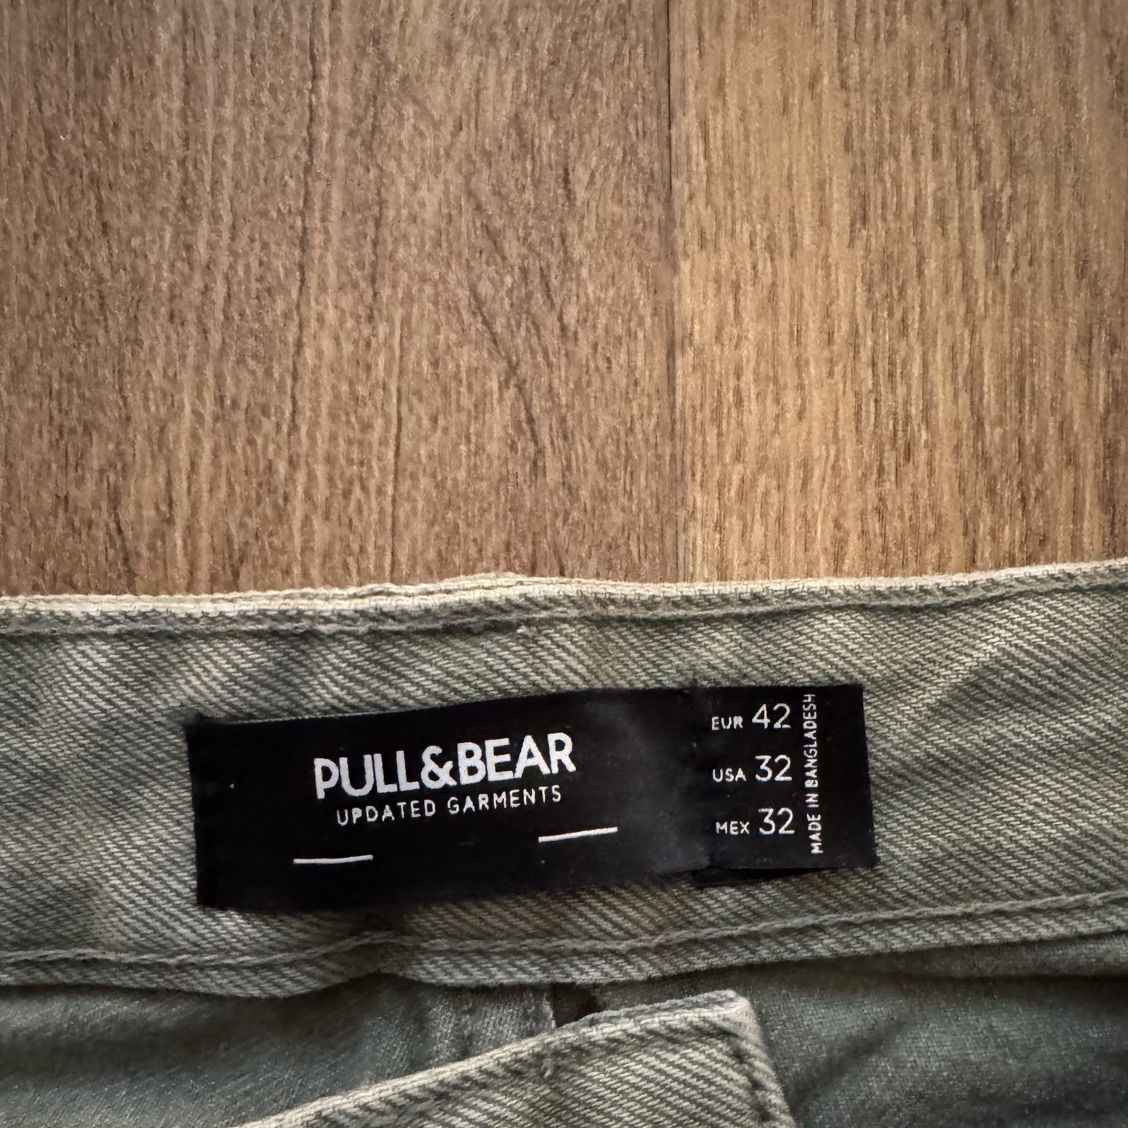 PULL&BEAR
UPDATED GARMENTS
EUR 42
USA 32
MEX 32
MADE IN BANGLADESH